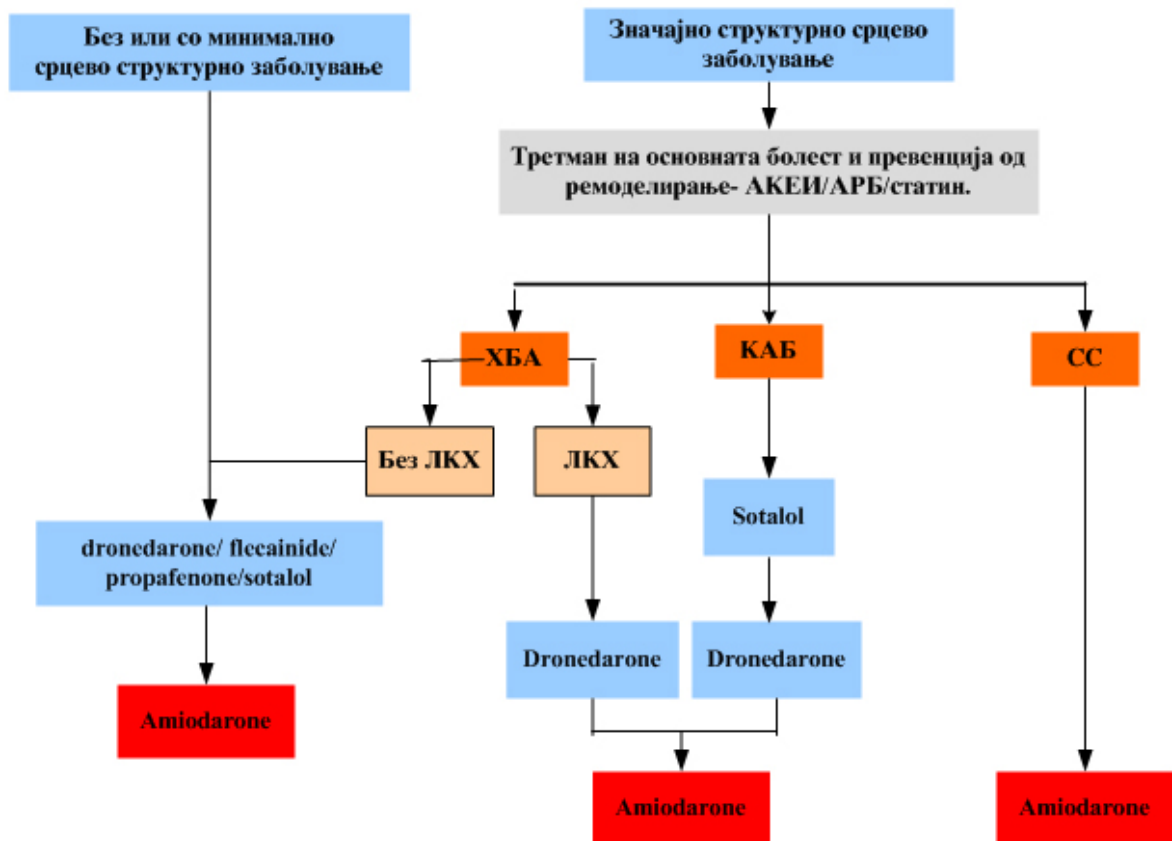 Без или со минимално
срцево структурно заболување
Значајно структурно срцево
заболување
Третман на основната болест и превенција од
ремоделирање- АКЕИ/АРБ/статин.
ХБА
КАБ
СС
Без ЛКХ
ЛКХ
Sotalol
dronedarone/ flecainide/
propafenone/sotalol
Dronedarone
Dronedarone
Amiodarone
Amiodarone
Amiodarone